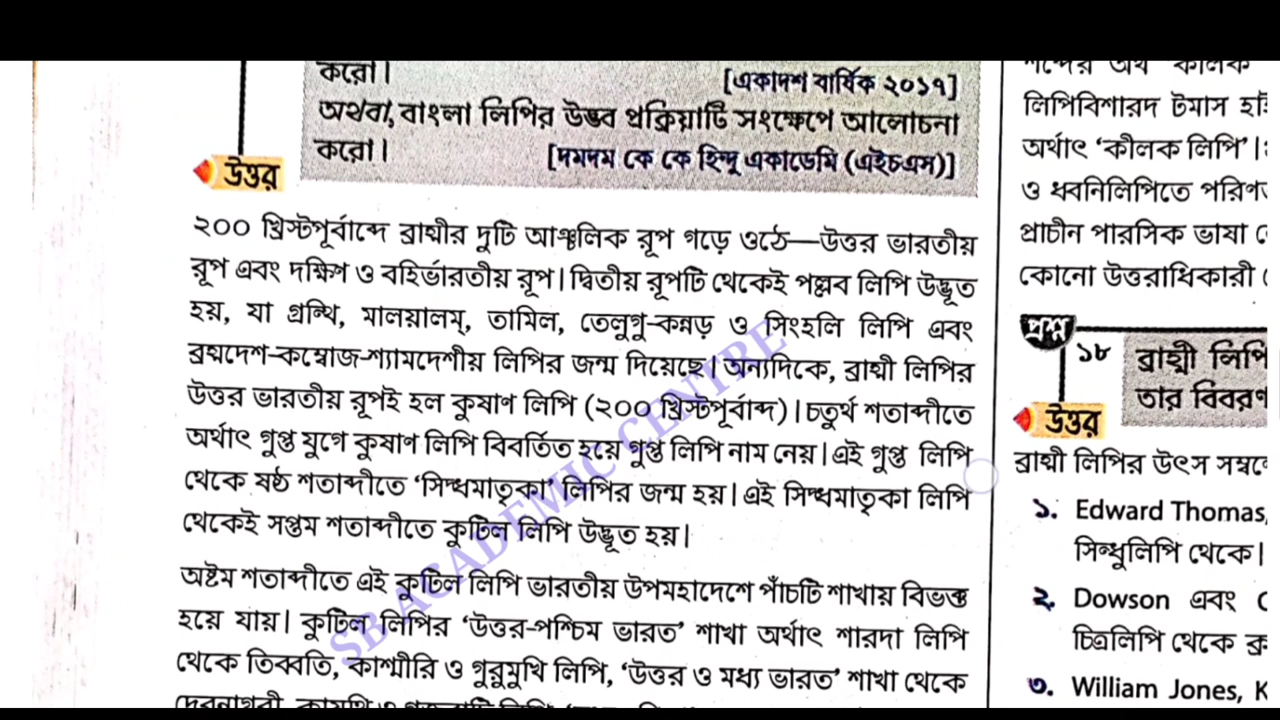 করো।
[একাদশ বার্ষিক ২০১৭]
অথবা, বাংলা লিপির উদ্ভব প্রক্রিয়াটি সংক্ষেপে আলোচনা
করো।
[দমদম কে কে হিন্দু একাডেমি (এইচএস)]
উত্তর
২০০ খ্রিস্টপূর্বাব্দে ব্রাহ্মীর দুটি আঞ্চলিক রূপ গড়ে ওঠে—উত্তর ভারতীয়
রূপ এবং দক্ষিণ ও বহির্ভারতীয় রূপ। দ্বিতীয় রূপটি থেকেই পল্লব লিপি উদ্ভূত
হয়, যা গ্রন্থি, মালয়ালম্, তামিল, তেলুগু-কন্নড় ও সিংহলি লিপি এবং
ব্রহ্মদেশ-কম্বোজ-শ্যামদেশীয় লিপির জন্ম দিয়েছে। অন্যদিকে, ব্রাহ্মী লিপির
উত্তর ভারতীয় রূপই হল কুষাণ লিপি (২০০ খ্রিস্টপূর্বাব্দ)। চতুর্থ শতাব্দীতে
অর্থাৎ গুপ্ত যুগে কুষাণ লিপি বিবর্তিত হয়ে গুপ্ত লিপি নাম নেয়। এই গুপ্ত লিপি
থেকে ষষ্ঠ শতাব্দীতে ‘সিদ্ধমাতৃকা’ লিপির জন্ম হয়। এই সিদ্ধমাতৃকা লিপি
থেকেই সপ্তম শতাব্দীতে কুটিল লিপি উদ্ভূত হয়।
অষ্টম শতাব্দীতে এই কুটিল লিপি ভারতীয় উপমহাদেশে পাঁচটি শাখায় বিভক্ত
হয়ে যায়। কুটিল লিপির ‘উত্তর-পশ্চিম ভারত’ শাখা অর্থাৎ শারদা লিপি
থেকে তিব্বতি, কাশ্মীরি ও গুরুমুখি লিপি, ‘উত্তর ও মধ্য ভারত’ শাখা থেকে
SB ACADEMIC CENTRE
লিপিবিশারদ টমাস
অর্থাৎ ‘কীলক লিপি’।
ও ধ্বনিলিপিতে
প্রাচীন পারসিক ভাষা
কোনো উত্তরাধিকারী
প্রশ্ন
১৮
ব্রাহ্মী লিপি
তার
উত্তর
ব্রাহ্মী লিপির উৎস
১. Edward Thomas,
সিন্ধুলিপি থেকে।
২. Dowson এবং
চিত্রলিপি থেকে
৩. William Jones,